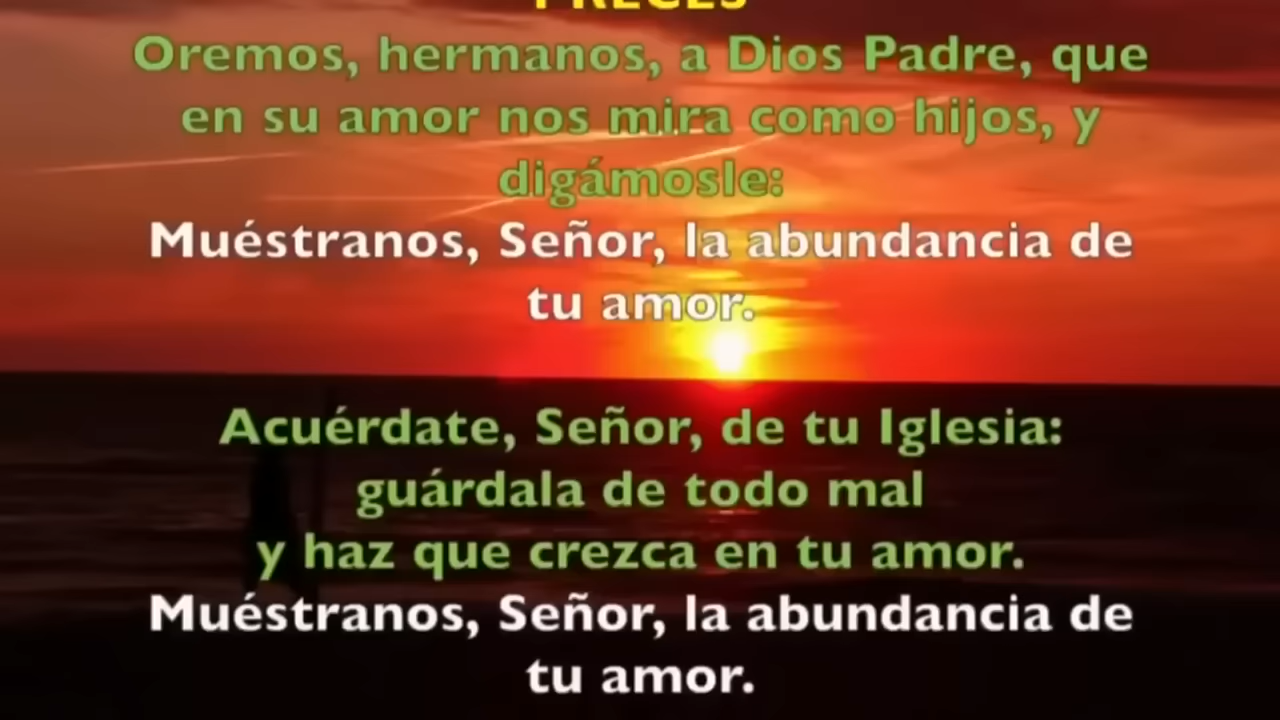 PRECES
Oremos, hermanos, a Dios Padre, que
en su amor nos mira como hijos, y
digámosle:
Muéstranos, Señor, la abundancia de
tu amor.
Acuérdate, Señor, de tu Iglesia:
guárdala de todo mal
y haz que crezca en tu amor.
Muéstranos, Señor, la abundancia de
tu amor.